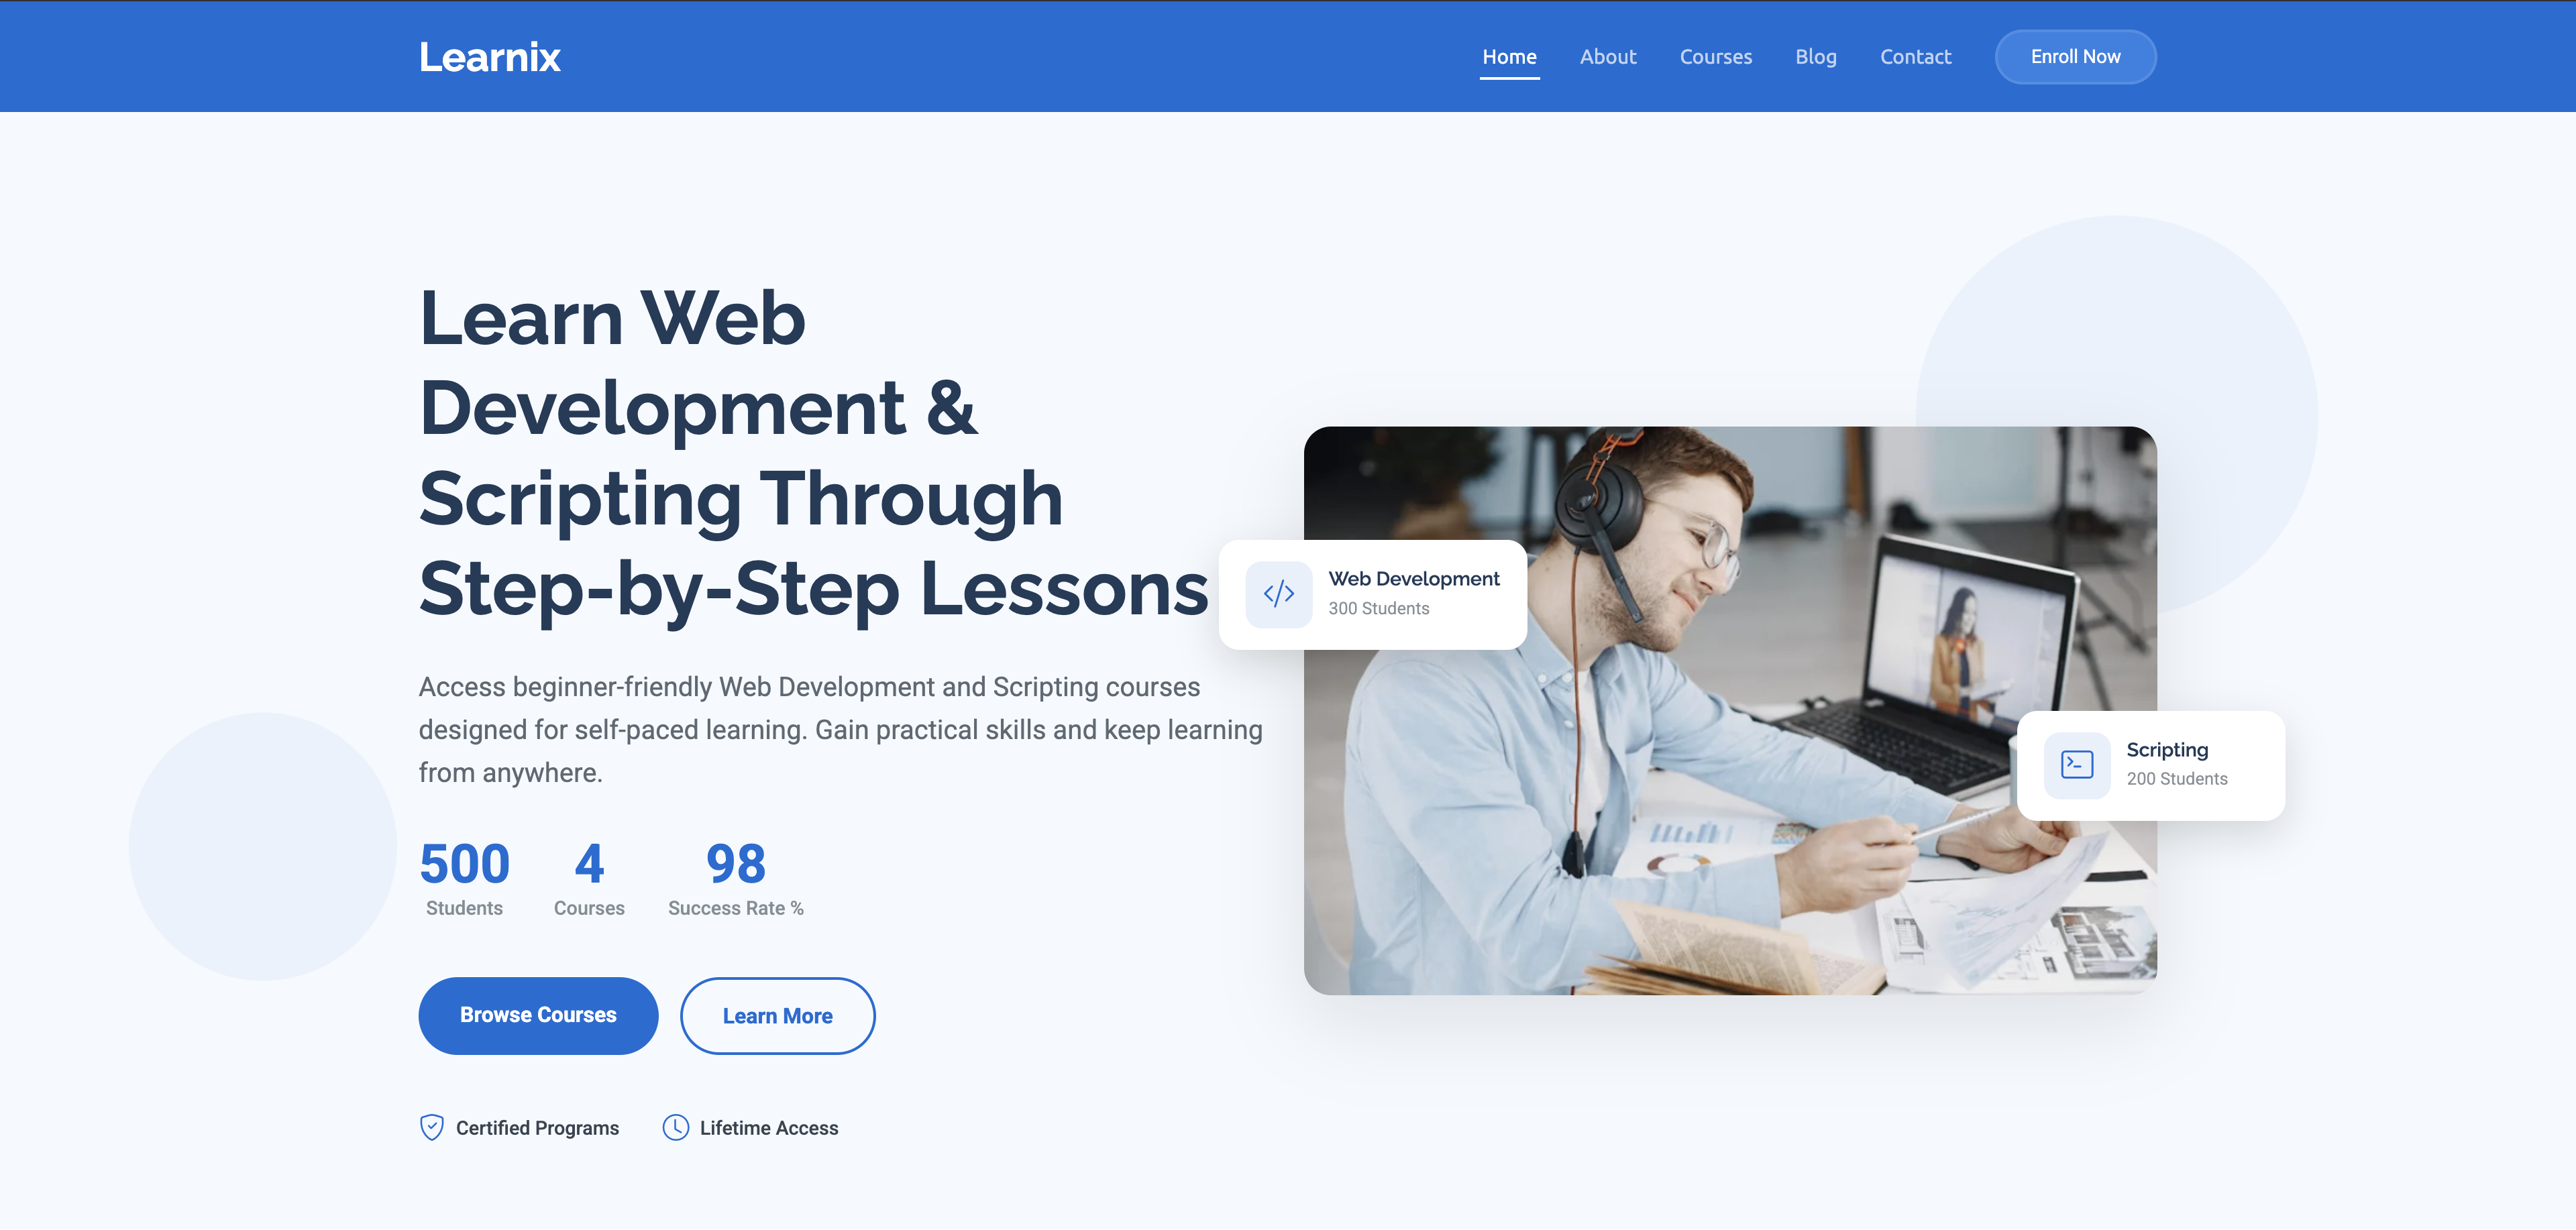 Learnix
Home About Courses Blog Contact Enroll Now
Learn Web
Development &
Scripting Through
Step-by-Step Lessons
Web Development
300 Students
Access beginner-friendly Web Development and Scripting courses
designed for self-paced learning. Gain practical skills and keep learning
from anywhere.
Scripting
200 Students
500 4 98
Students Courses Success Rate %
Browse Courses Learn More
Certified Programs Lifetime Access